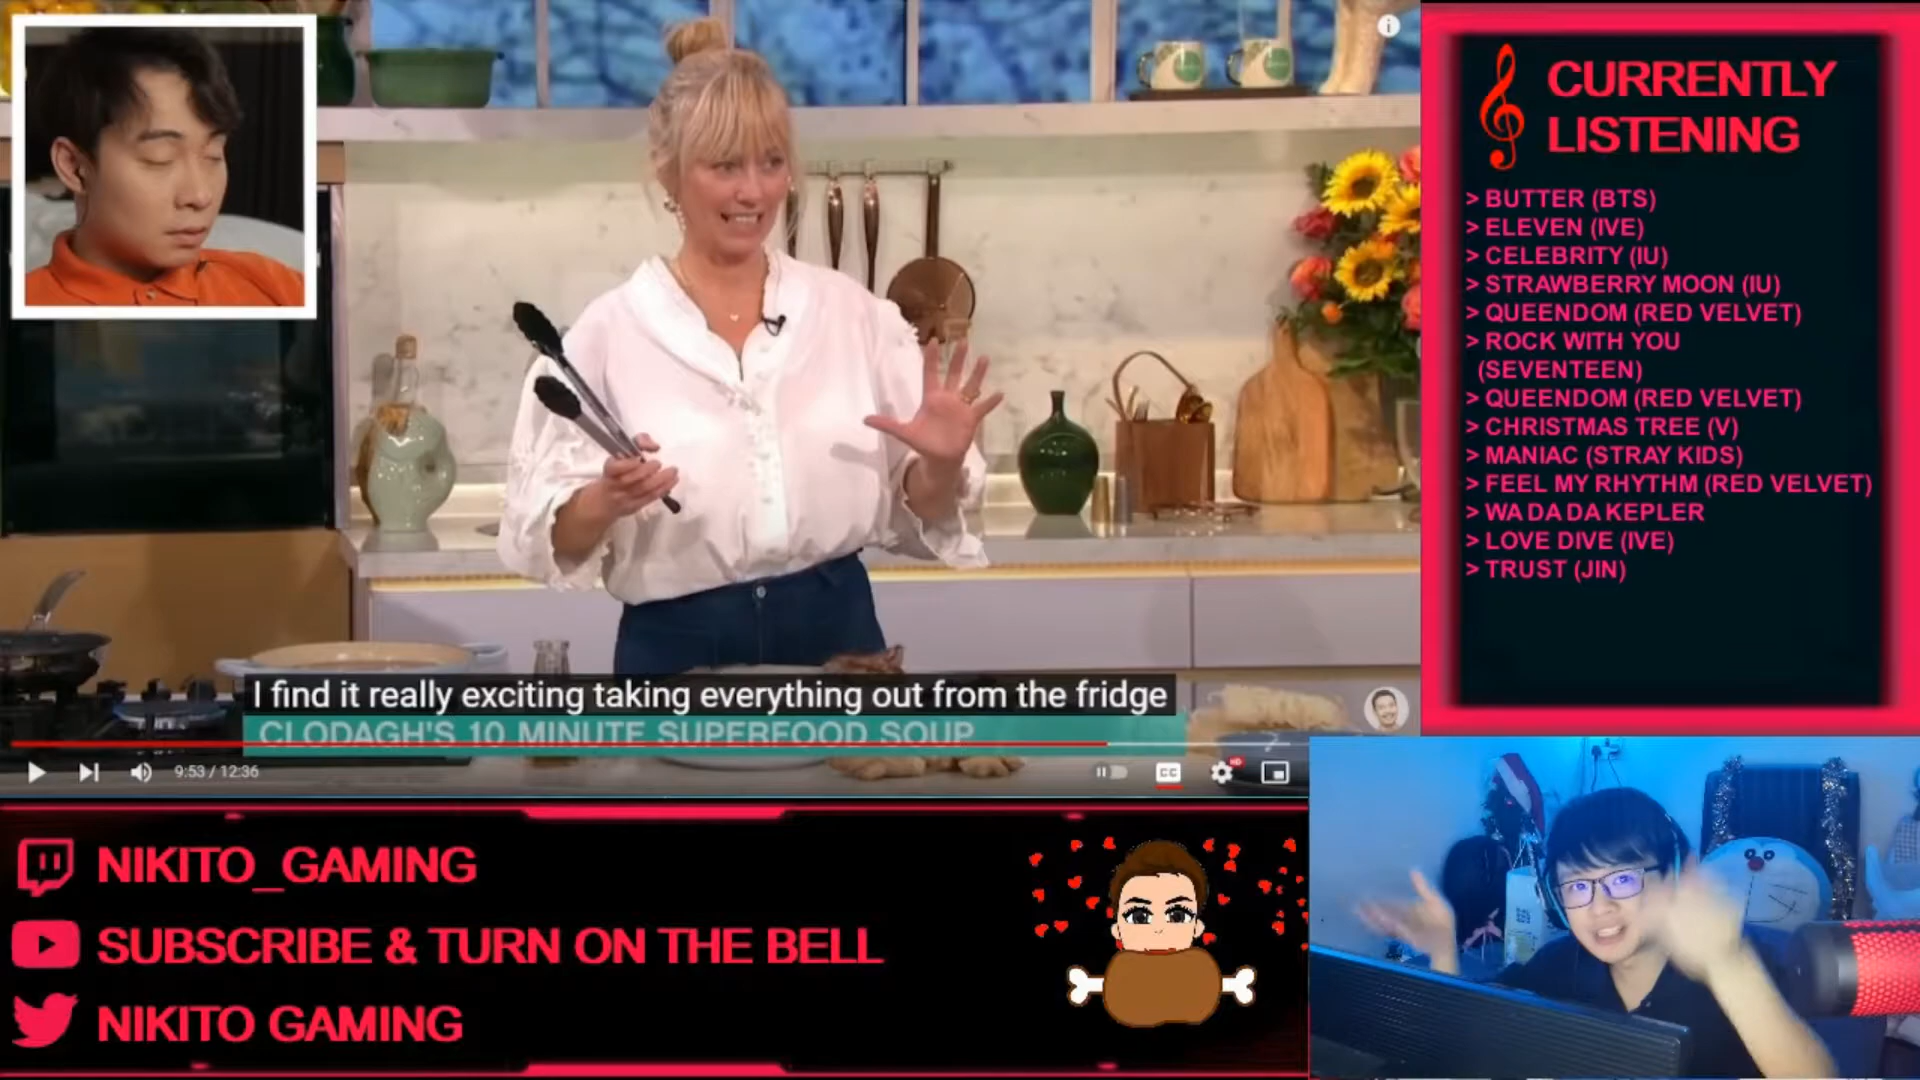 CURRENTLY
LISTENING
> BUTTER (BTS)
> ELEVEN (IVE)
> CELEBRITY (IU)
> STRAWBERRY MOON (IU)
> QUEENDOM (RED VELVET)
> ROCK WITH YOU
(SEVENTEEN)
> QUEENDOM (RED VELVET)
> CHRISTMAS TREE (V)
> MANIAC (STRAY KIDS)
> FEEL MY RHYTHM (RED VELVET)
> WA DA DA KEPLER
> LOVE DIVE (IVE)
> TRUST (JIN)
I find it really exciting taking everything out from the fridge
CLODAGH'S 10 MINUTE SUPERFOOD SOUP
9:53 / 12:36
CC
HD
NIKITO_GAMING
SUBSCRIBE & TURN ON THE BELL
NIKITO GAMING